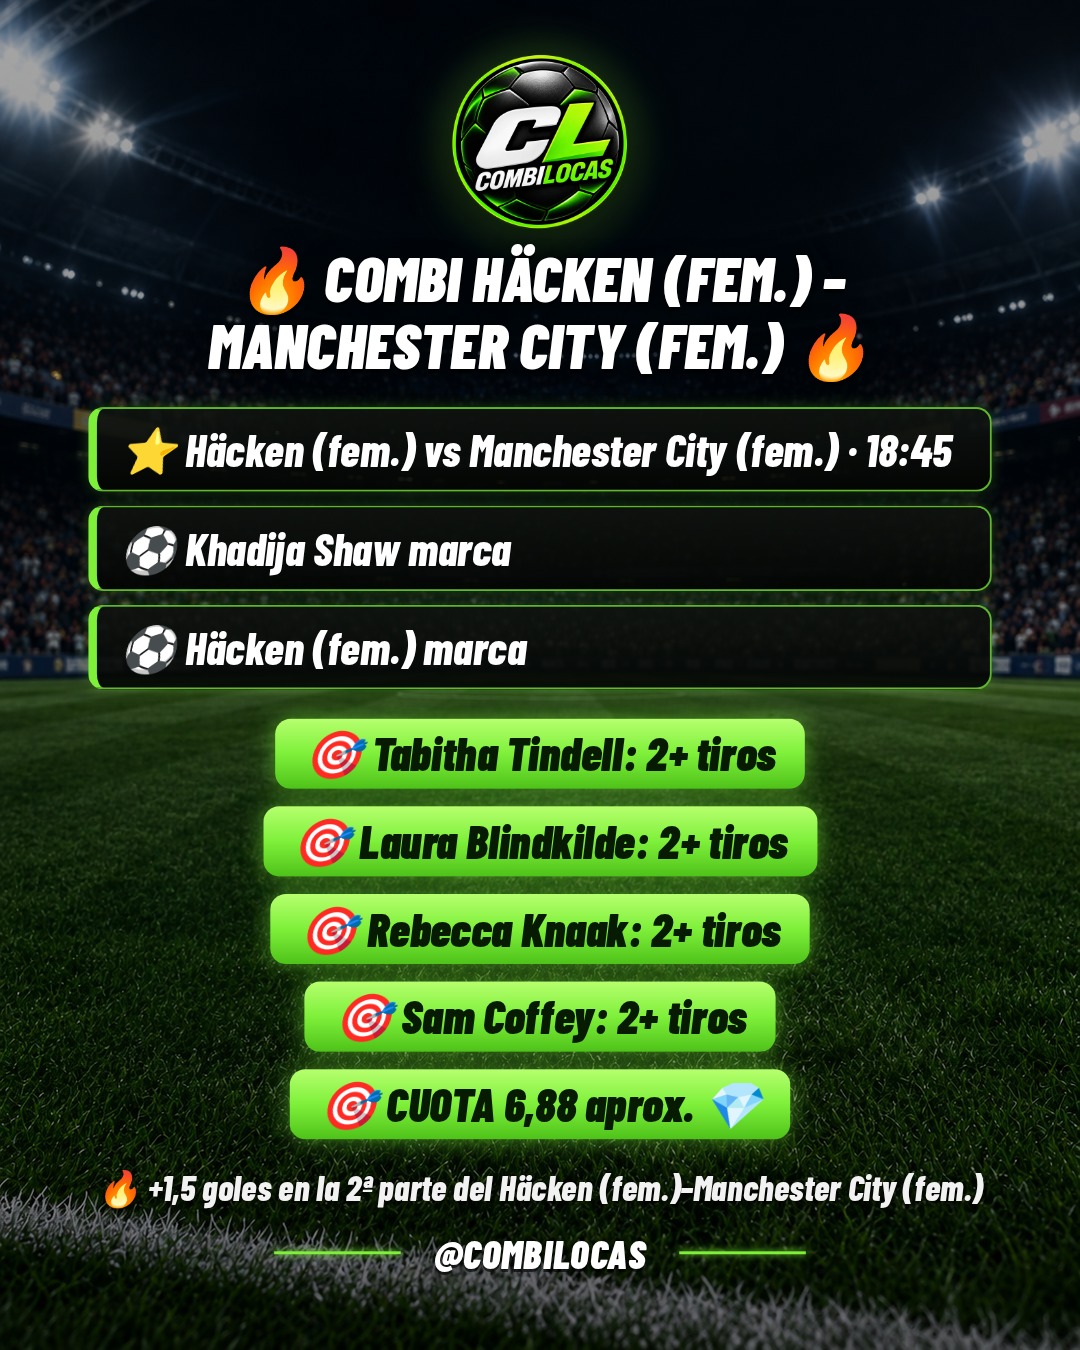 CL
COMBILOCAS
🔥 COMBI HÄCKEN (FEM.) –
MANCHESTER CITY (FEM.) 🔥
⭐ Häcken (fem.) vs Manchester City (fem.) · 18:45
⚽ Khadija Shaw marca
⚽ Häcken (fem.) marca
🎯 Tabitha Tindell: 2+ tiros
🎯 Laura Blindkilde: 2+ tiros
🎯 Rebecca Knaak: 2+ tiros
🎯 Sam Coffey: 2+ tiros
🎯 CUOTA 6,88 aprox. 💎
🔥 +1,5 goles en la 2ª parte del Häcken (fem.)–Manchester City (fem.)
@COMBILOCAS